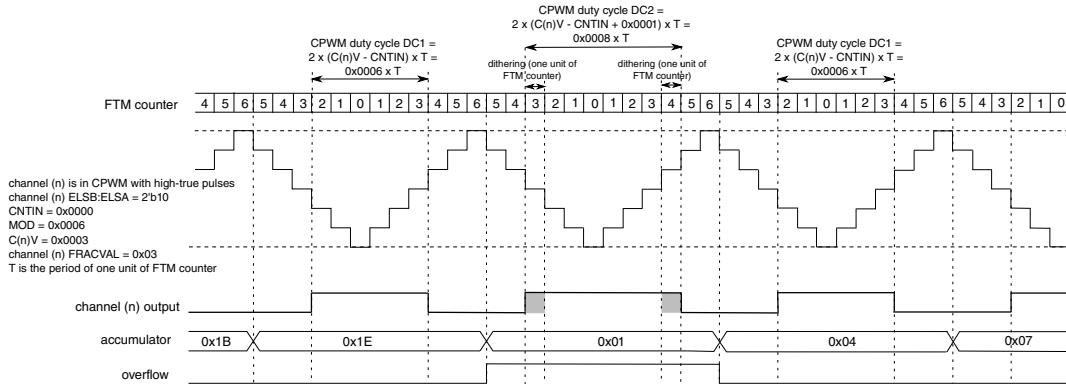 CPWM duty cycle DC2 =
2 x (C(n)V - CNTIN + 0x0001) x T =
0x0008 x T
CPWM duty cycle DC1 =
2 x (C(n)V - CNTIN) x T =
0x0006 x T
dithering (one unit of
FTM counter)
dithering (one unit of
FTM counter)
CPWM duty cycle DC1 =
2 x (C(n)V - CNTIN) x T =
0x0006 x T
FTM counter 4 5 6 5 4 3 2 1 0 1 2 3 4 5 6 5 4 3 2 1 0 1 2 3 4 5 6 5 4 3 2 1 0 1 2 3 4 5 6 5 4 3 2 1 0
channel (n) is in CPWM with high-true pulses
channel (n) ELSB:ELSA = 2'b10
CNTIN = 0x0000
MOD = 0x0006
C(n)V = 0x0003
channel (n) FRACVAL = 0x03
T is the period of one unit of FTM counter
channel (n) output
accumulator 0x1B 0x1E 0x01 0x04 0x07
overflow